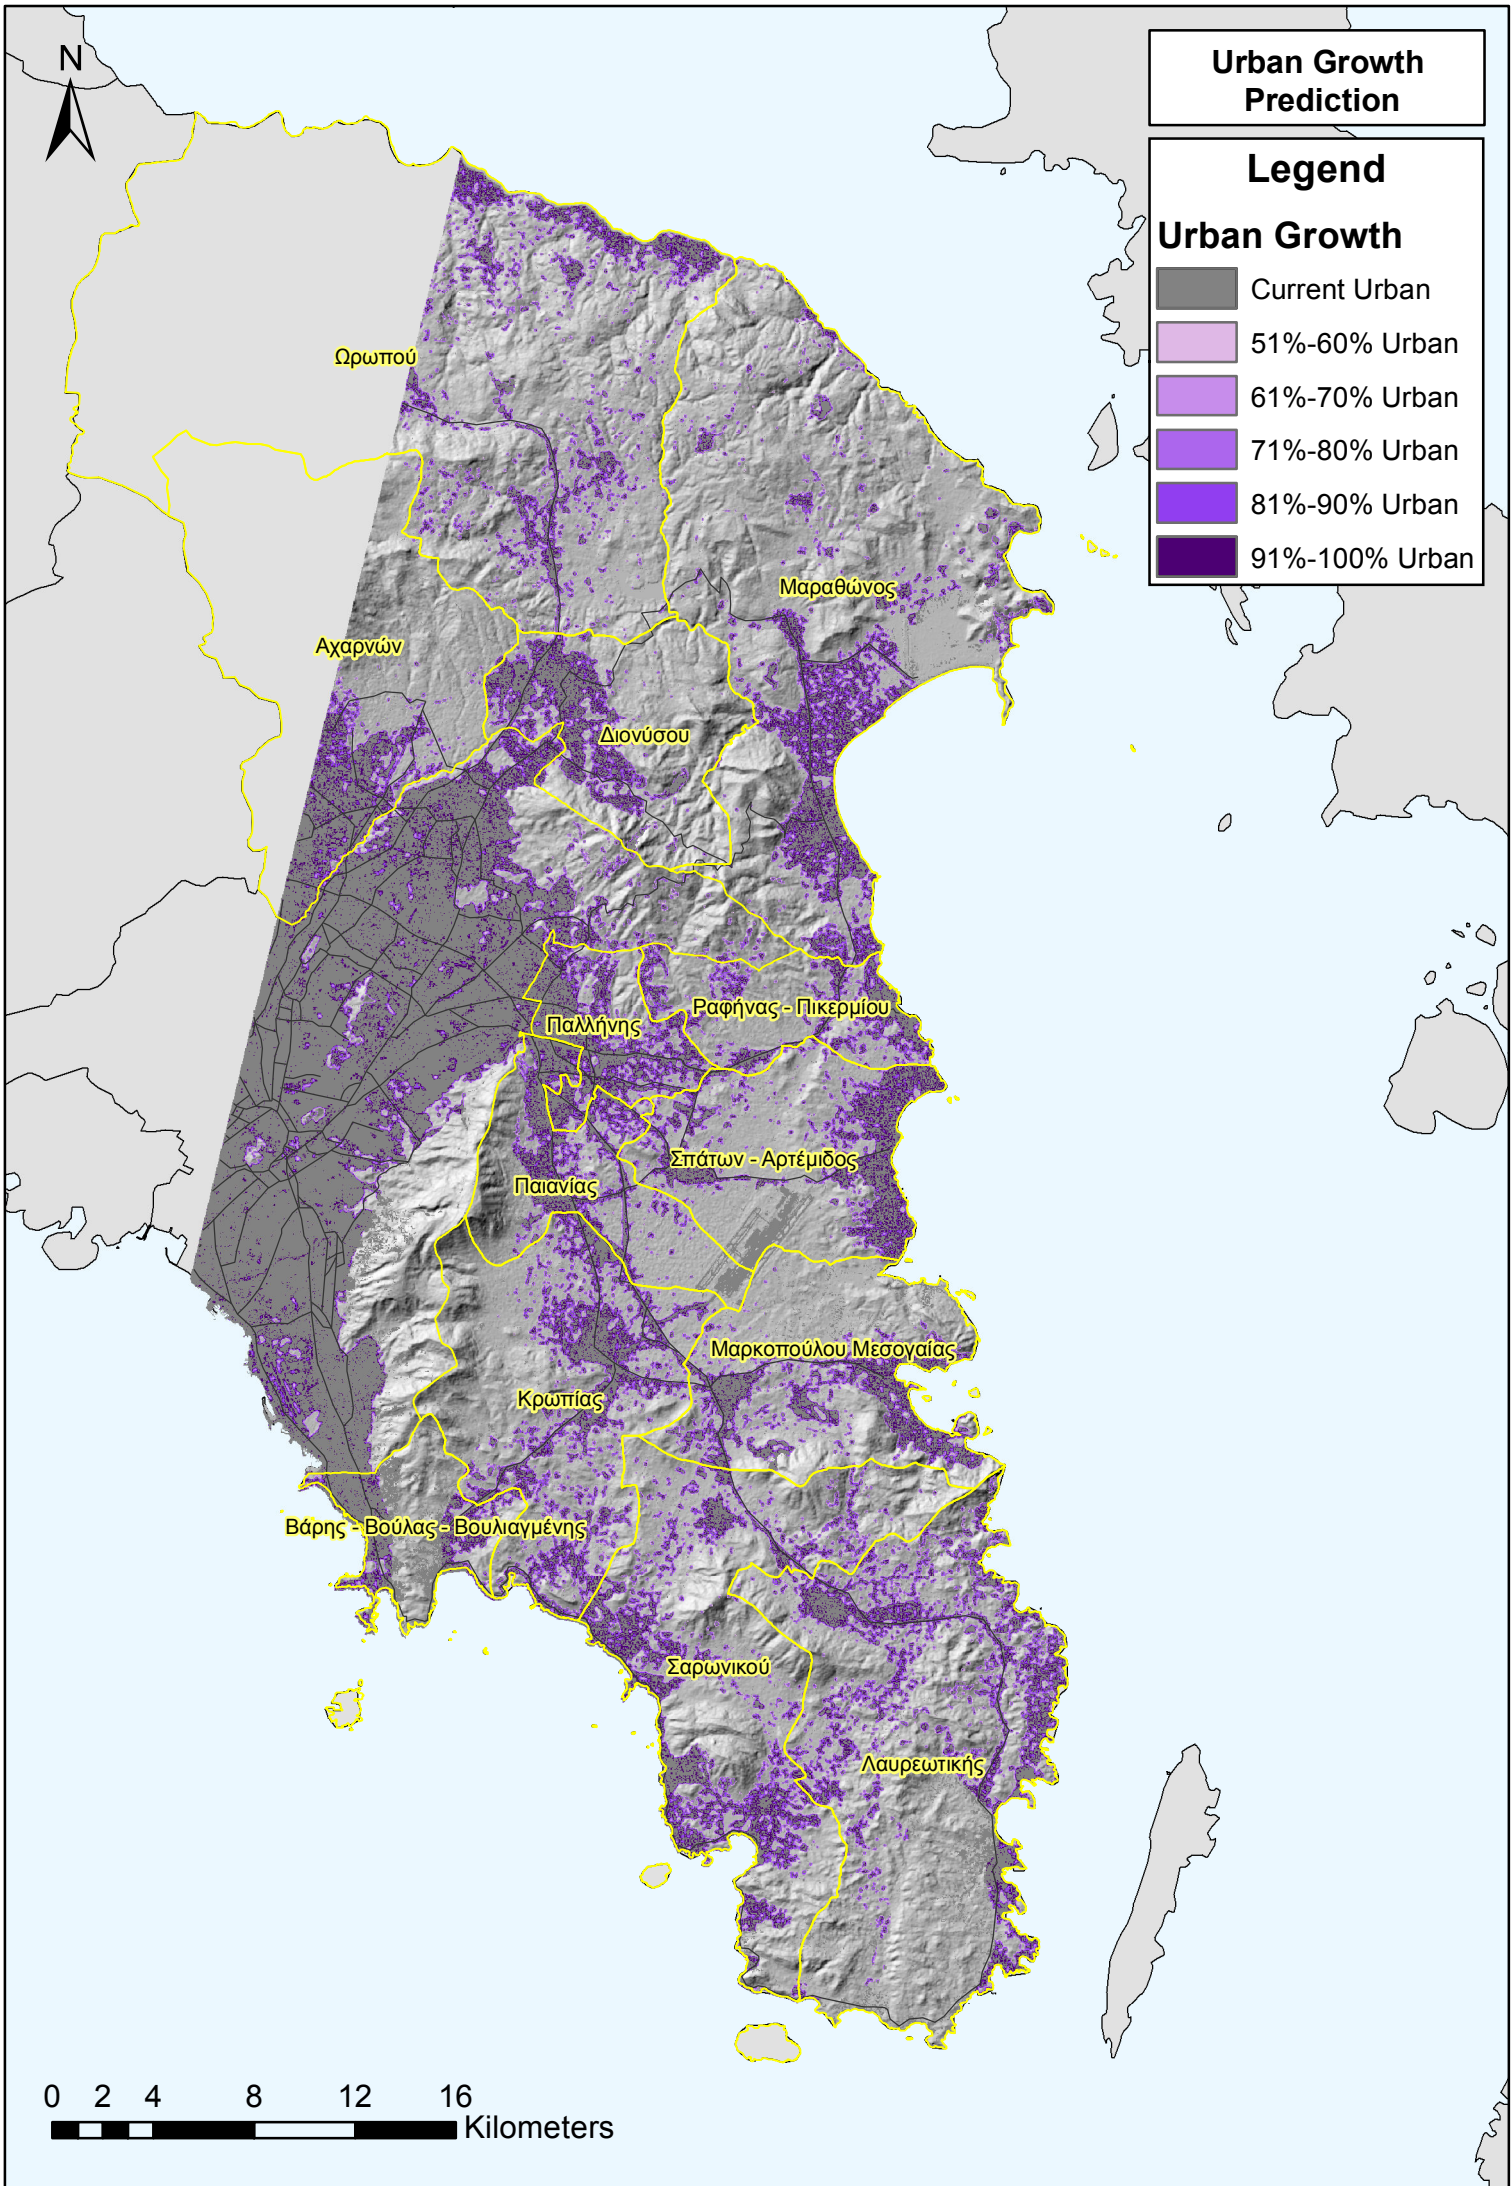 N
Urban Growth
Prediction
Legend
Urban Growth
Current Urban
51%-60% Urban
61%-70% Urban
71%-80% Urban
81%-90% Urban
91%-100% Urban
Ωρωπού
Μαραθώνος
Αχαρνών
Διονύσου
Ραφήνας - Πικερμίου
Παλλήνης
Σπάτων - Αρτέμιδος
Παιανίας
Μαρκοπούλου Μεσογαίας
Κρωπίας
Βάρης - Βούλας - Βουλιαγμένης
Σαρωνικού
Λαυρεωτικής
0 2 4 8 12 16
Kilometers